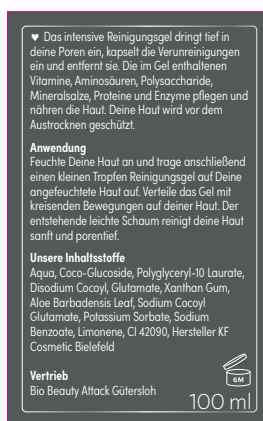 ♥ Das intensive Reinigungsgel dringt tief in
deine Poren ein, kapselt die Verunreinigungen
ein und entfernt sie. Die im Gel enthaltenen
Vitamine, Aminosäuren, Polysaccharide,
Mineralsalze, Proteine und Enzyme pflegen und
nähren die Haut. Deine Haut wird vor dem
Austrocknen geschützt.
Anwendung
Feuchte Deine Haut an und trage anschließend
einen kleinen Tropfen Reinigungsgel auf Deine
angefeuchtete Haut auf. Verteile das Gel mit
kreisenden Bewegungen auf deiner Haut. Der
entstehende leichte Schaum reinigt deine Haut
sanft und porentief.
Unsere Inhaltsstoffe
Aqua, Coco-Glucoside, Polyglyceryl-10 Laurate,
Disodium Cocoyl, Glutamate, Xanthan Gum,
Aloe Barbadensis Leaf, Sodium Cocoyl
Glutamate, Potassium Sorbate, Sodium
Benzoate, Limonene, CI 42090, Hersteller KF
Cosmetic Bielefeld
Vertrieb
Bio Beauty Attack Gütersloh
6M
100 ml